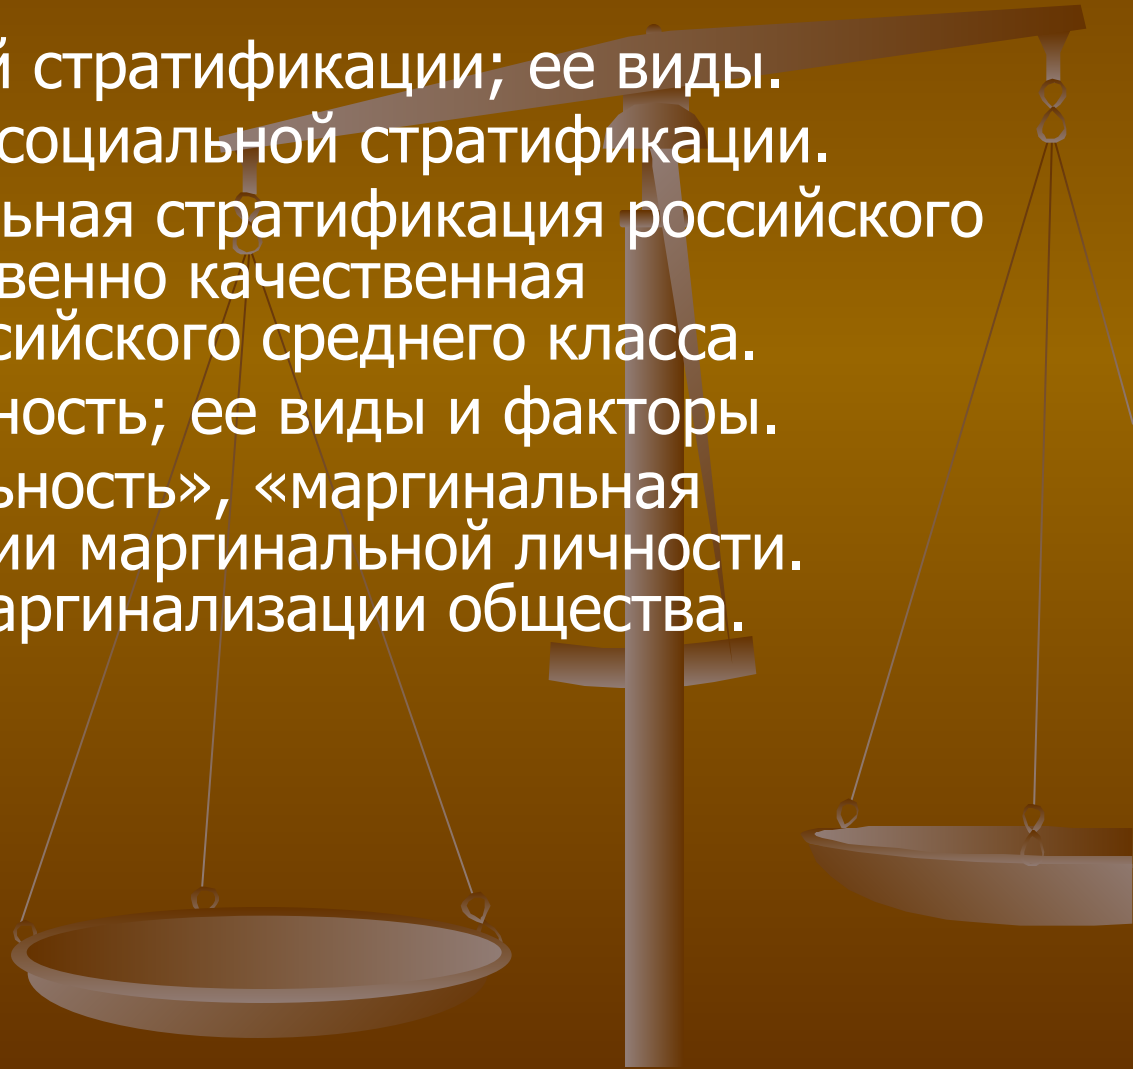 й стратификации; ее виды.
социальной стратификации.
ьная стратификация российского
венно качественная
сийского среднего класса.
ность; ее виды и факторы.
ьность», «маргинальная
ии маргинальной личности.
аргинализации общества.